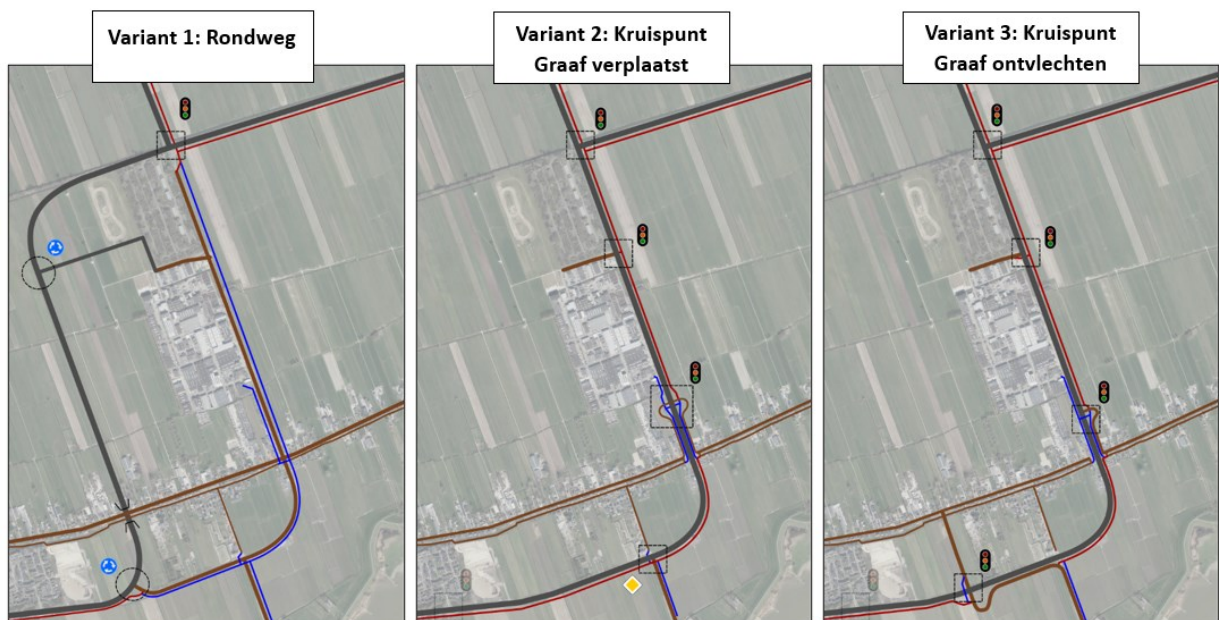 Variant 1: Rondweg
Variant 2: Kruispunt
Graaf verplaatst
Variant 3: Kruispunt
Graaf ontvlechten